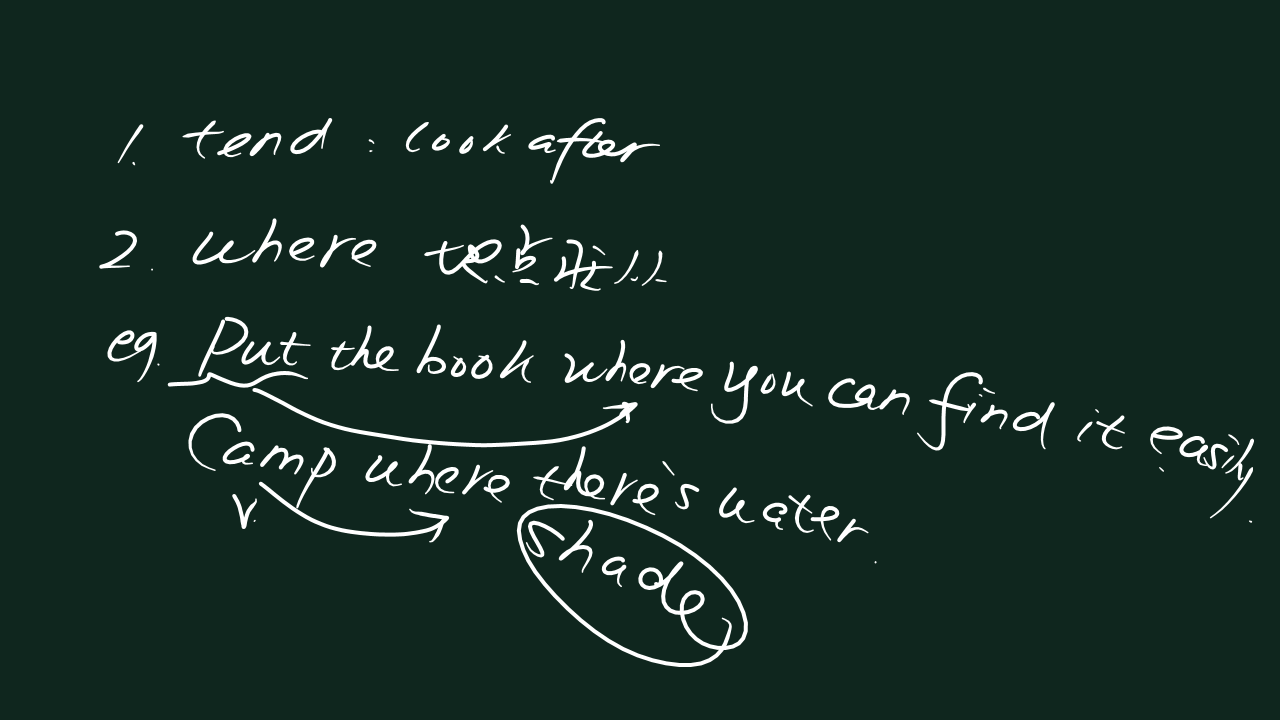 1. tend : look after
2. where 地点状
eg. Put the book where you can find it easily.
Camp where there's water.
v.
shade